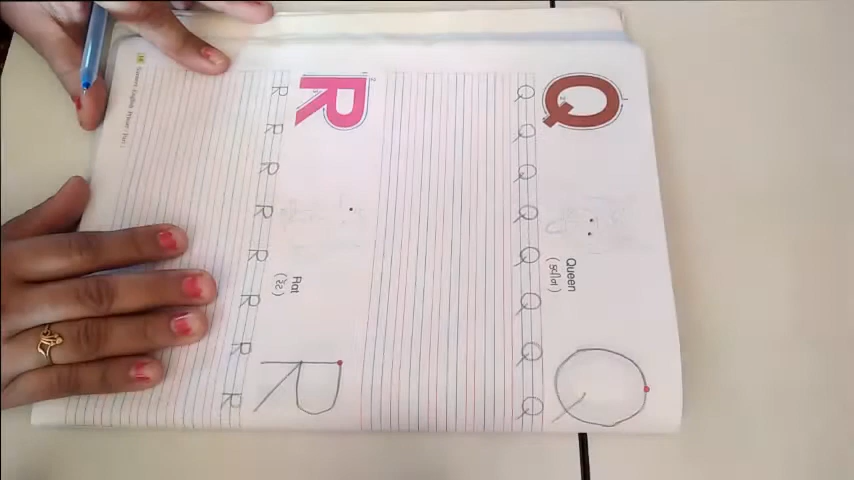 Q
Q Q Q Q Q Q Q Q
Queen
Q
R
R R R R R R R R
Rat
R